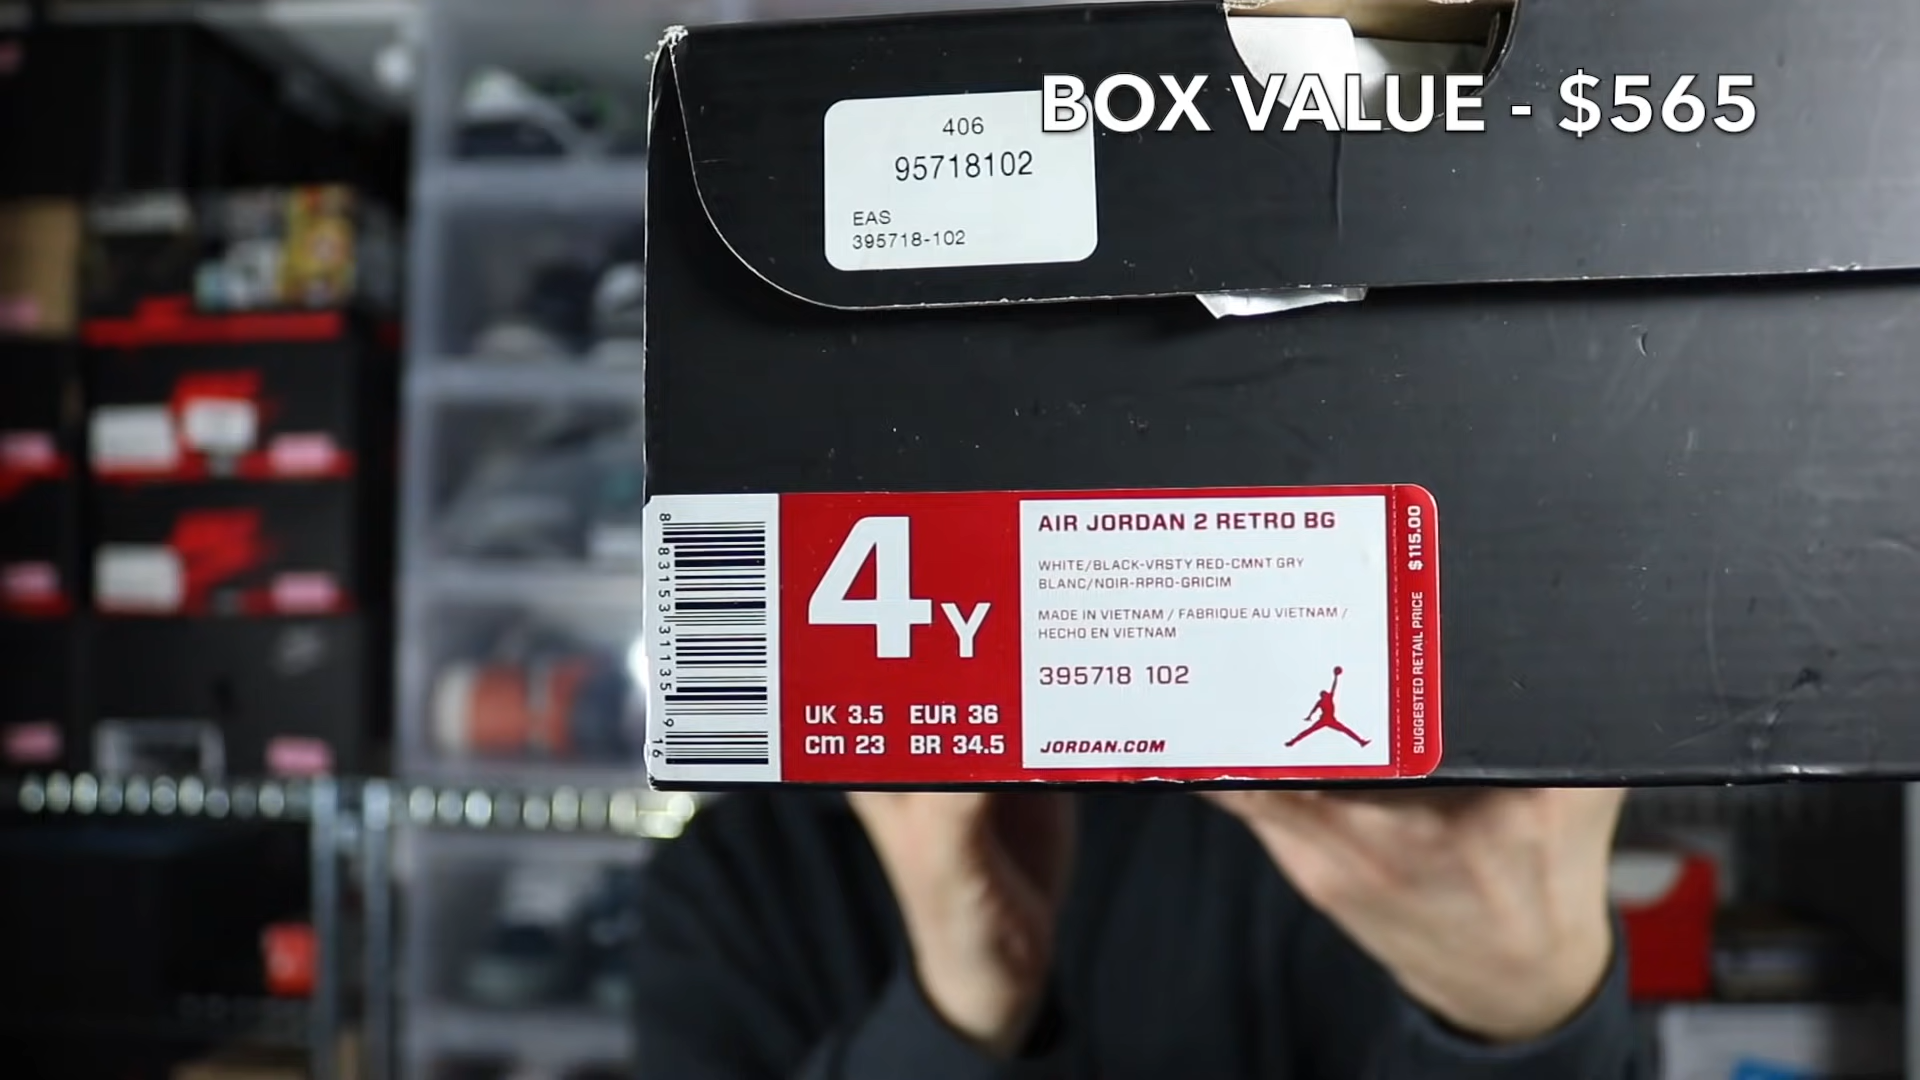 BOX VALUE - $565
406
95718102
EAS
395718-102
8 83153 31135 9 16
4Y
UK 3.5 EUR 36
cm 23 BR 34.5
AIR JORDAN 2 RETRO BG
WHITE/BLACK-VRSTY RED-CMNT GRY
BLANC/NOIR-RPRO-GRICIM
MADE IN VIETNAM / FABRIQUE AU VIETNAM /
HECHO EN VIETNAM
395718 102
JORDAN.COM
SUGGESTED RETAIL PRICE $115.00